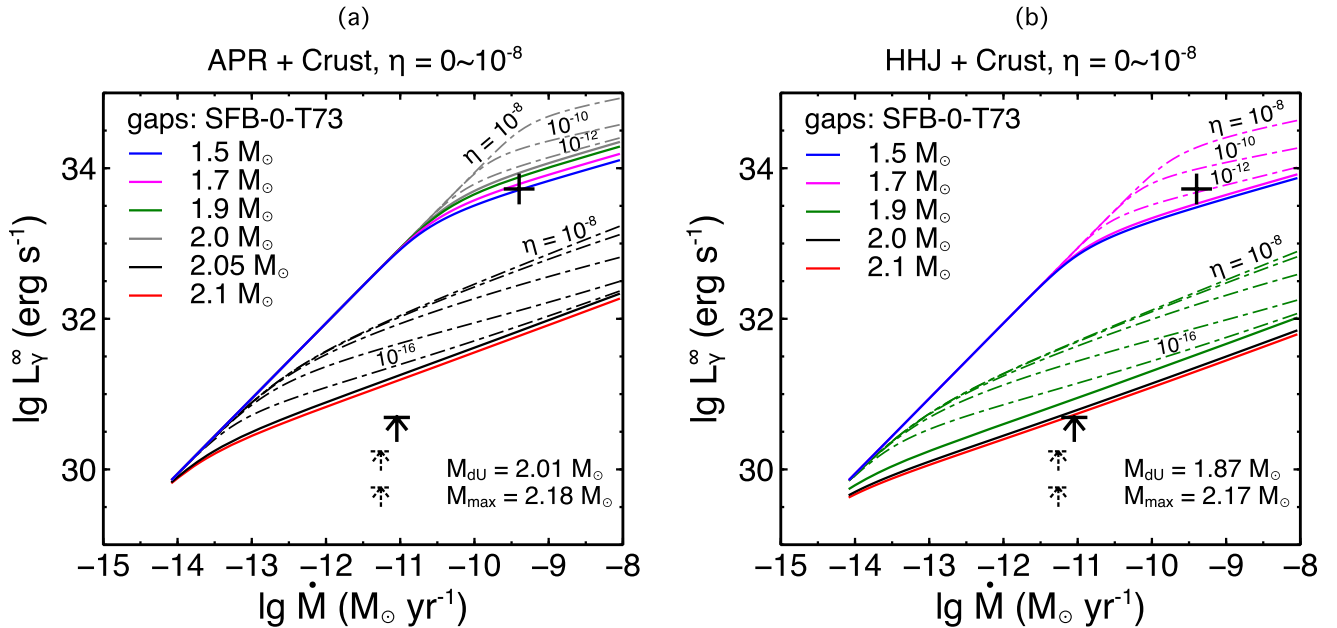 (a)
APR + Crust, η = 0~10⁻⁸
gaps: SFB-0-T73
1.5 M☉
1.7 M☉
1.9 M☉
2.0 M☉
2.05 M☉
2.1 M☉
η = 10⁻⁸
10⁻¹⁰
10⁻¹²
η = 10⁻⁸
10⁻¹⁶
M_dU = 2.01 M☉
M_max = 2.18 M☉
34
32
30
lg L_γ^∞ (erg s⁻¹)
−15 −14 −13 −12 −11 −10 −9 −8
lg Ṁ (M☉ yr⁻¹)
(b)
HHJ + Crust, η = 0~10⁻⁸
gaps: SFB-0-T73
1.5 M☉
1.7 M☉
1.9 M☉
2.0 M☉
2.1 M☉
η = 10⁻⁸
10⁻¹⁰
10⁻¹²
η = 10⁻⁸
10⁻¹⁶
M_dU = 1.87 M☉
M_max = 2.17 M☉
34
32
30
lg L_γ^∞ (erg s⁻¹)
−15 −14 −13 −12 −11 −10 −9 −8
lg Ṁ (M☉ yr⁻¹)